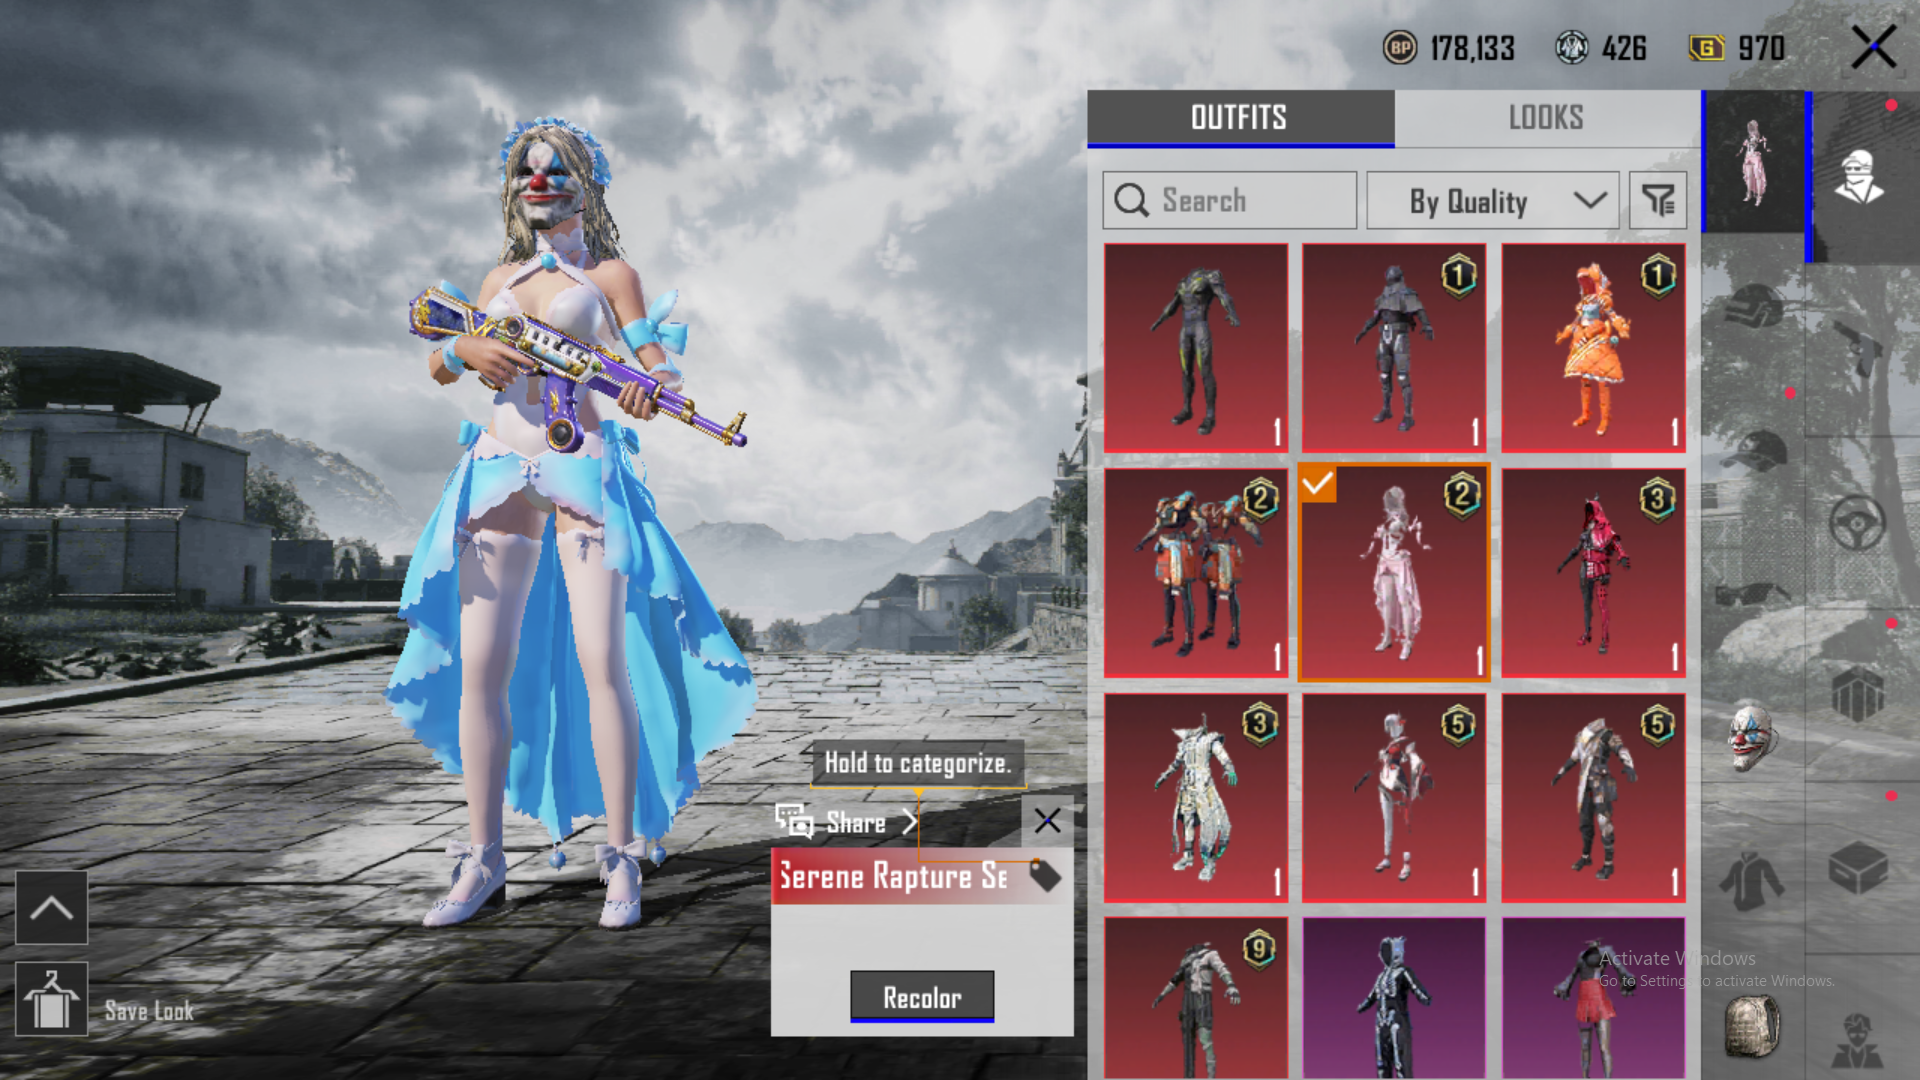 BP 178,133 426 G 970
OUTFITS LOOKS
Search By Quality
1 1
1 1 1
2 2 3
1 1 1
3 5 5
1 1 1
9
Hold to categorize.
Share
Serene Rapture Se
Recolor
Save Look
Activate Windows
Go to Settings to activate Windows.